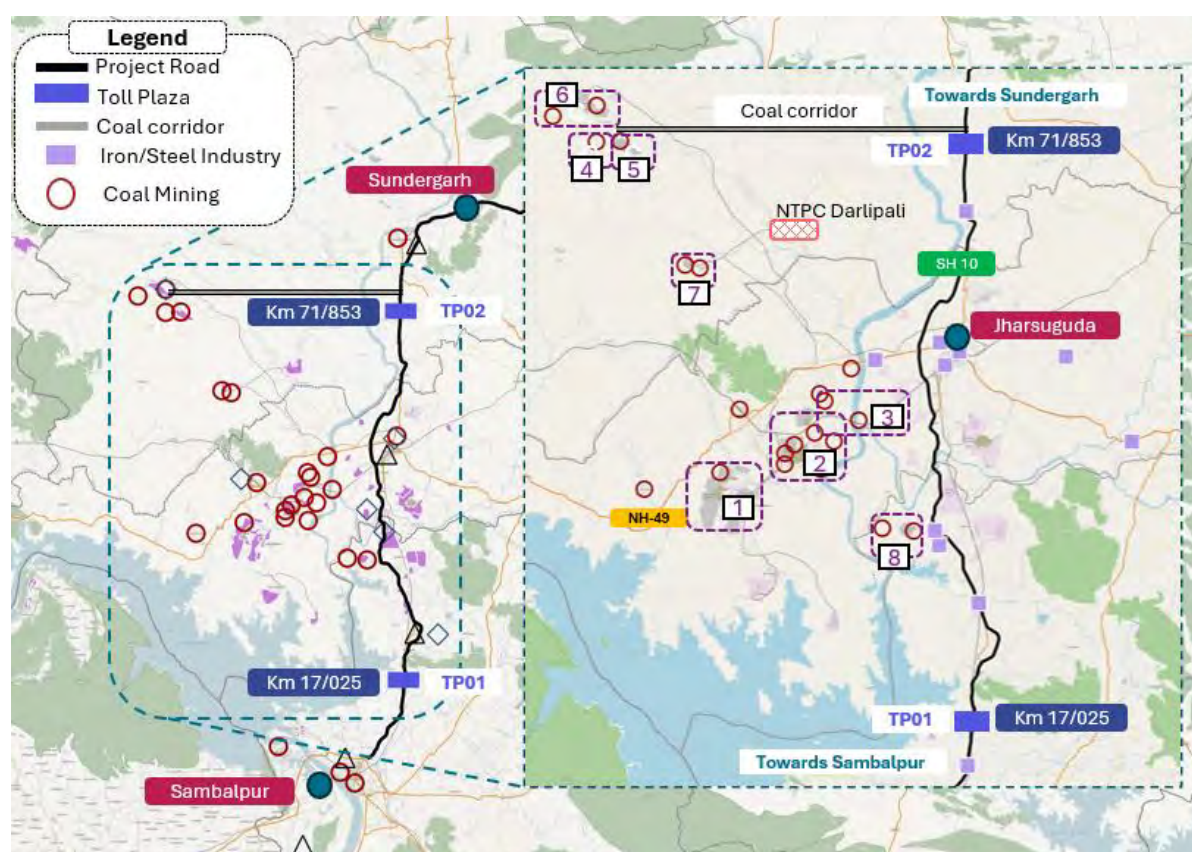 Legend
Project Road
Toll Plaza
Coal corridor
Iron/Steel Industry
Coal Mining
Sundergarh
Km 71/853
TP02
Km 17/025
TP01
Sambalpur
6
Coal corridor
Towards Sundergarh
TP02
Km 71/853
4
5
NTPC Darlipali
SH 10
7
Jharsuguda
3
2
1
NH-49
8
TP01
Km 17/025
Towards Sambalpur